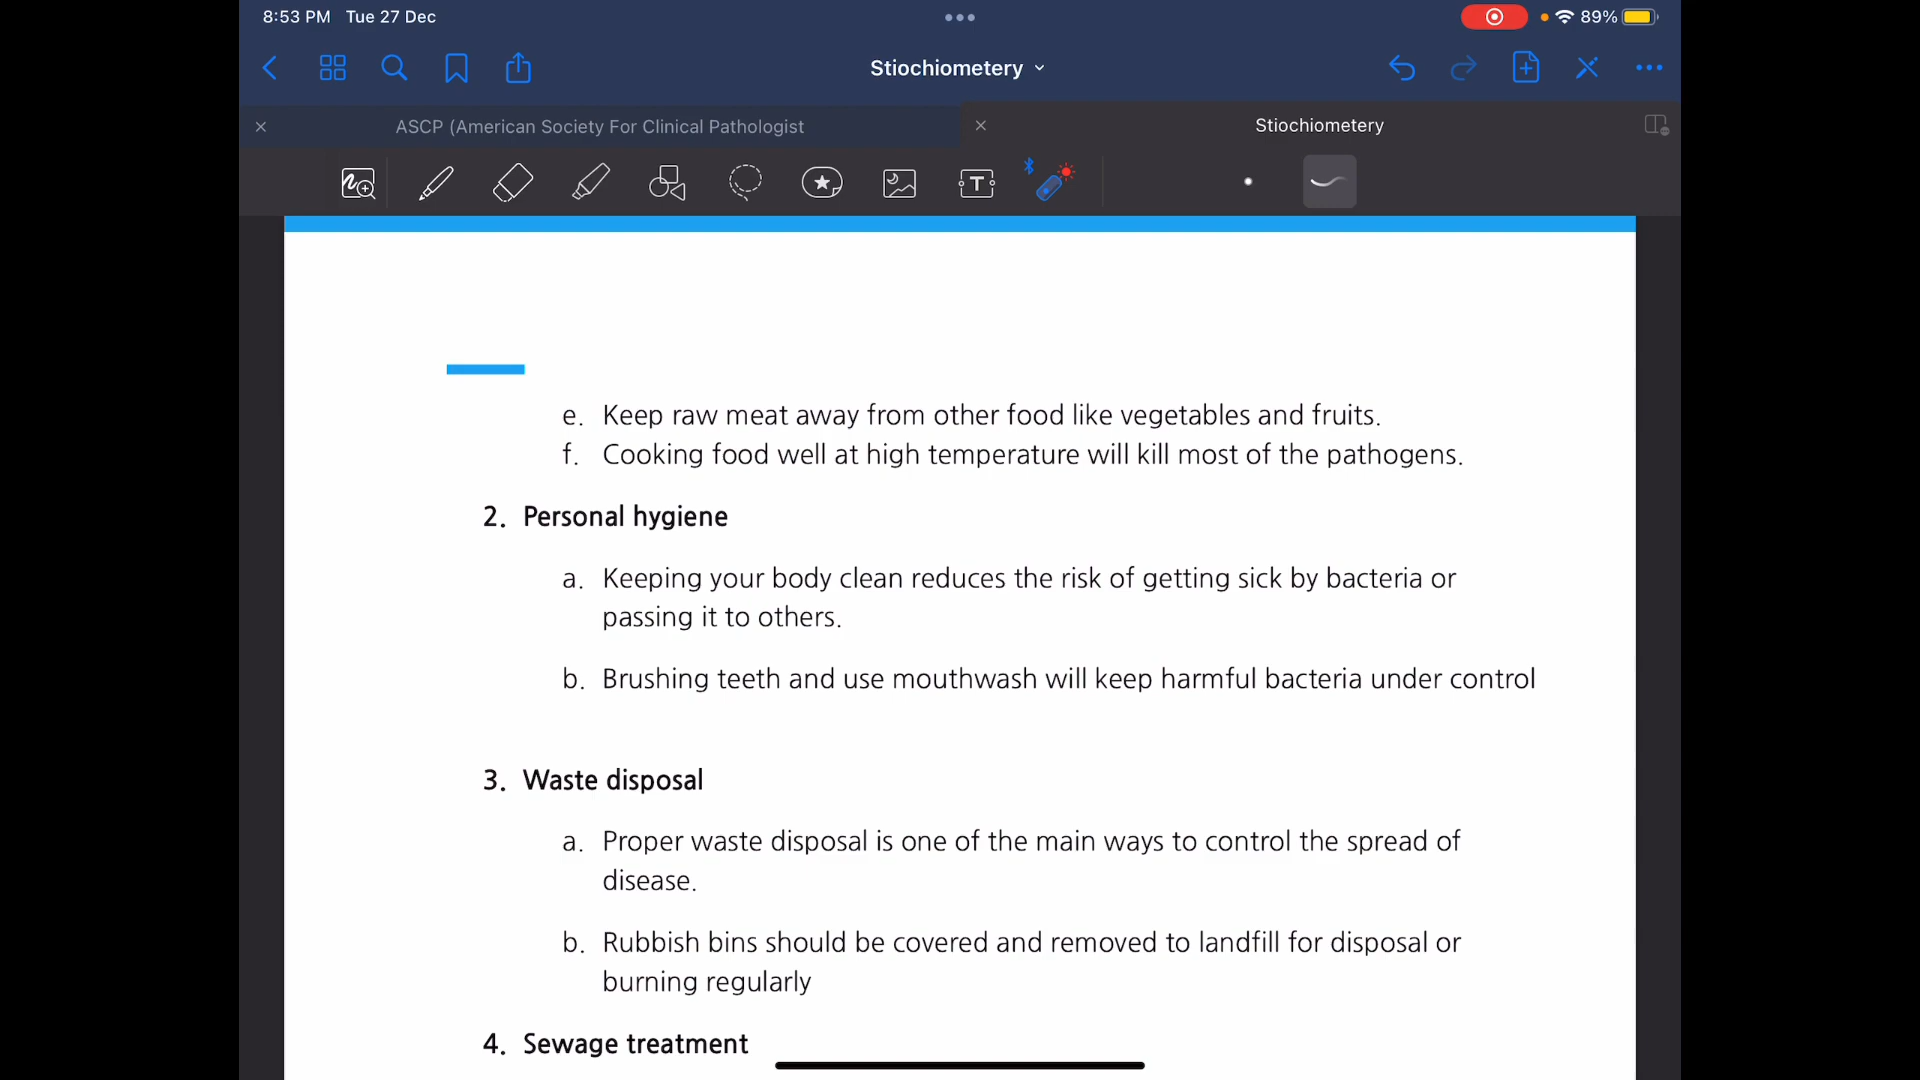 8:53 PM Tue 27 Dec
89%
Stiochiometery
ASCP (American Society For Clinical Pathologist
Stiochiometery
T
e. Keep raw meat away from other food like vegetables and fruits.
f. Cooking food well at high temperature will kill most of the pathogens.
2. Personal hygiene
a. Keeping your body clean reduces the risk of getting sick by bacteria or
passing it to others.
b. Brushing teeth and use mouthwash will keep harmful bacteria under control
3. Waste disposal
a. Proper waste disposal is one of the main ways to control the spread of
disease.
b. Rubbish bins should be covered and removed to landfill for disposal or
burning regularly
4. Sewage treatment